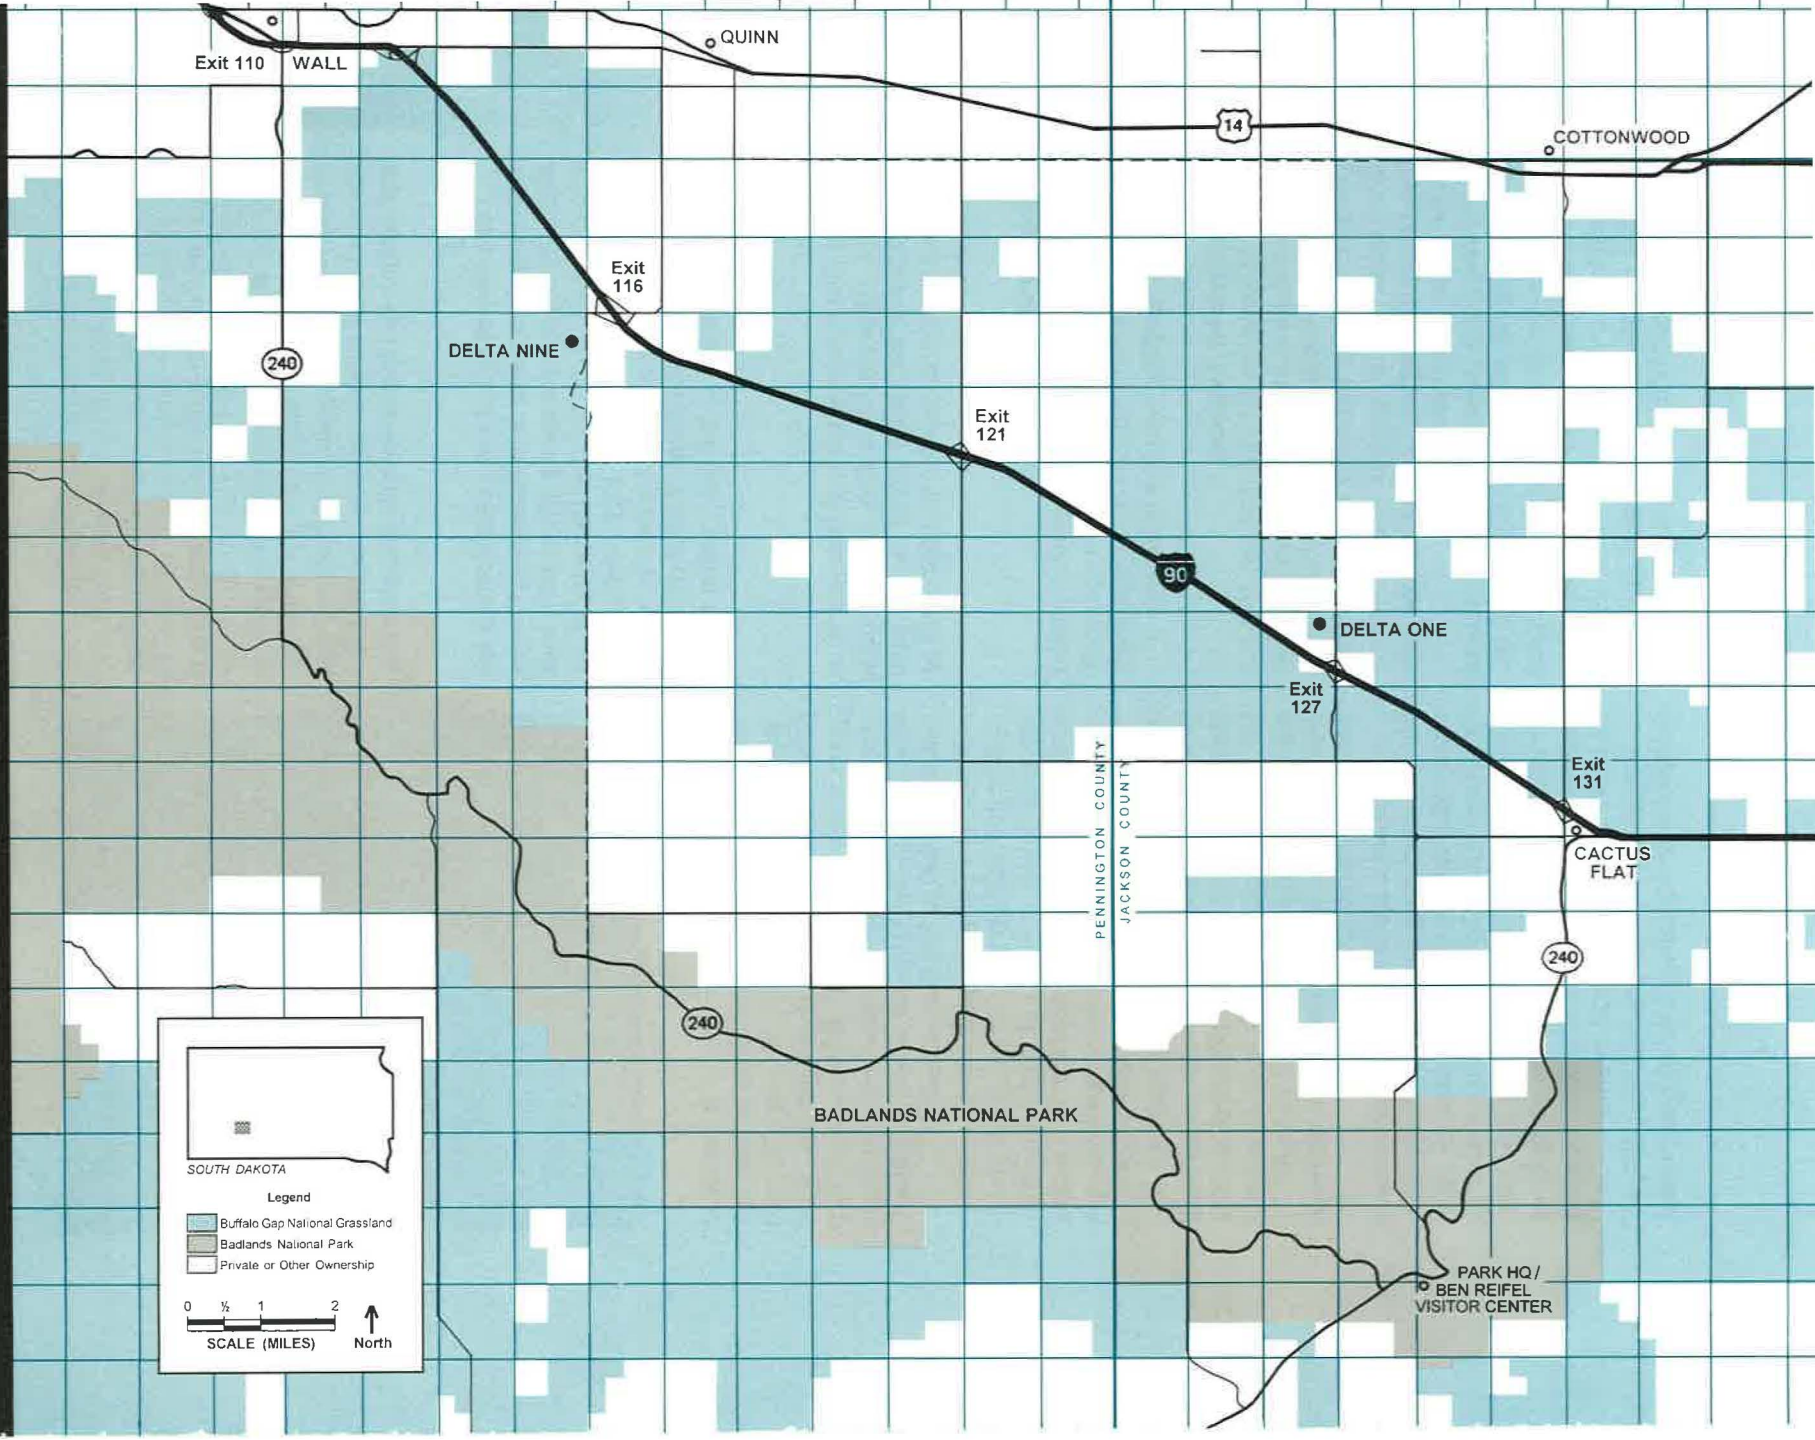 QUINN
Exit 110
WALL
14
COTTONWOOD
Exit
116
DELTA NINE
240
Exit
121
90
DELTA ONE
Exit
127
PENNINGTON COUNTY
JACKSON COUNTY
Exit
131
CACTUS
FLAT
240
240
BADLANDS NATIONAL PARK
SOUTH DAKOTA
Legend
Buffalo Gap National Grassland
Badlands National Park
Private or Other Ownership
0 ½ 1 2
SCALE (MILES)
North
PARK HQ /
BEN REIFEL
VISITOR CENTER